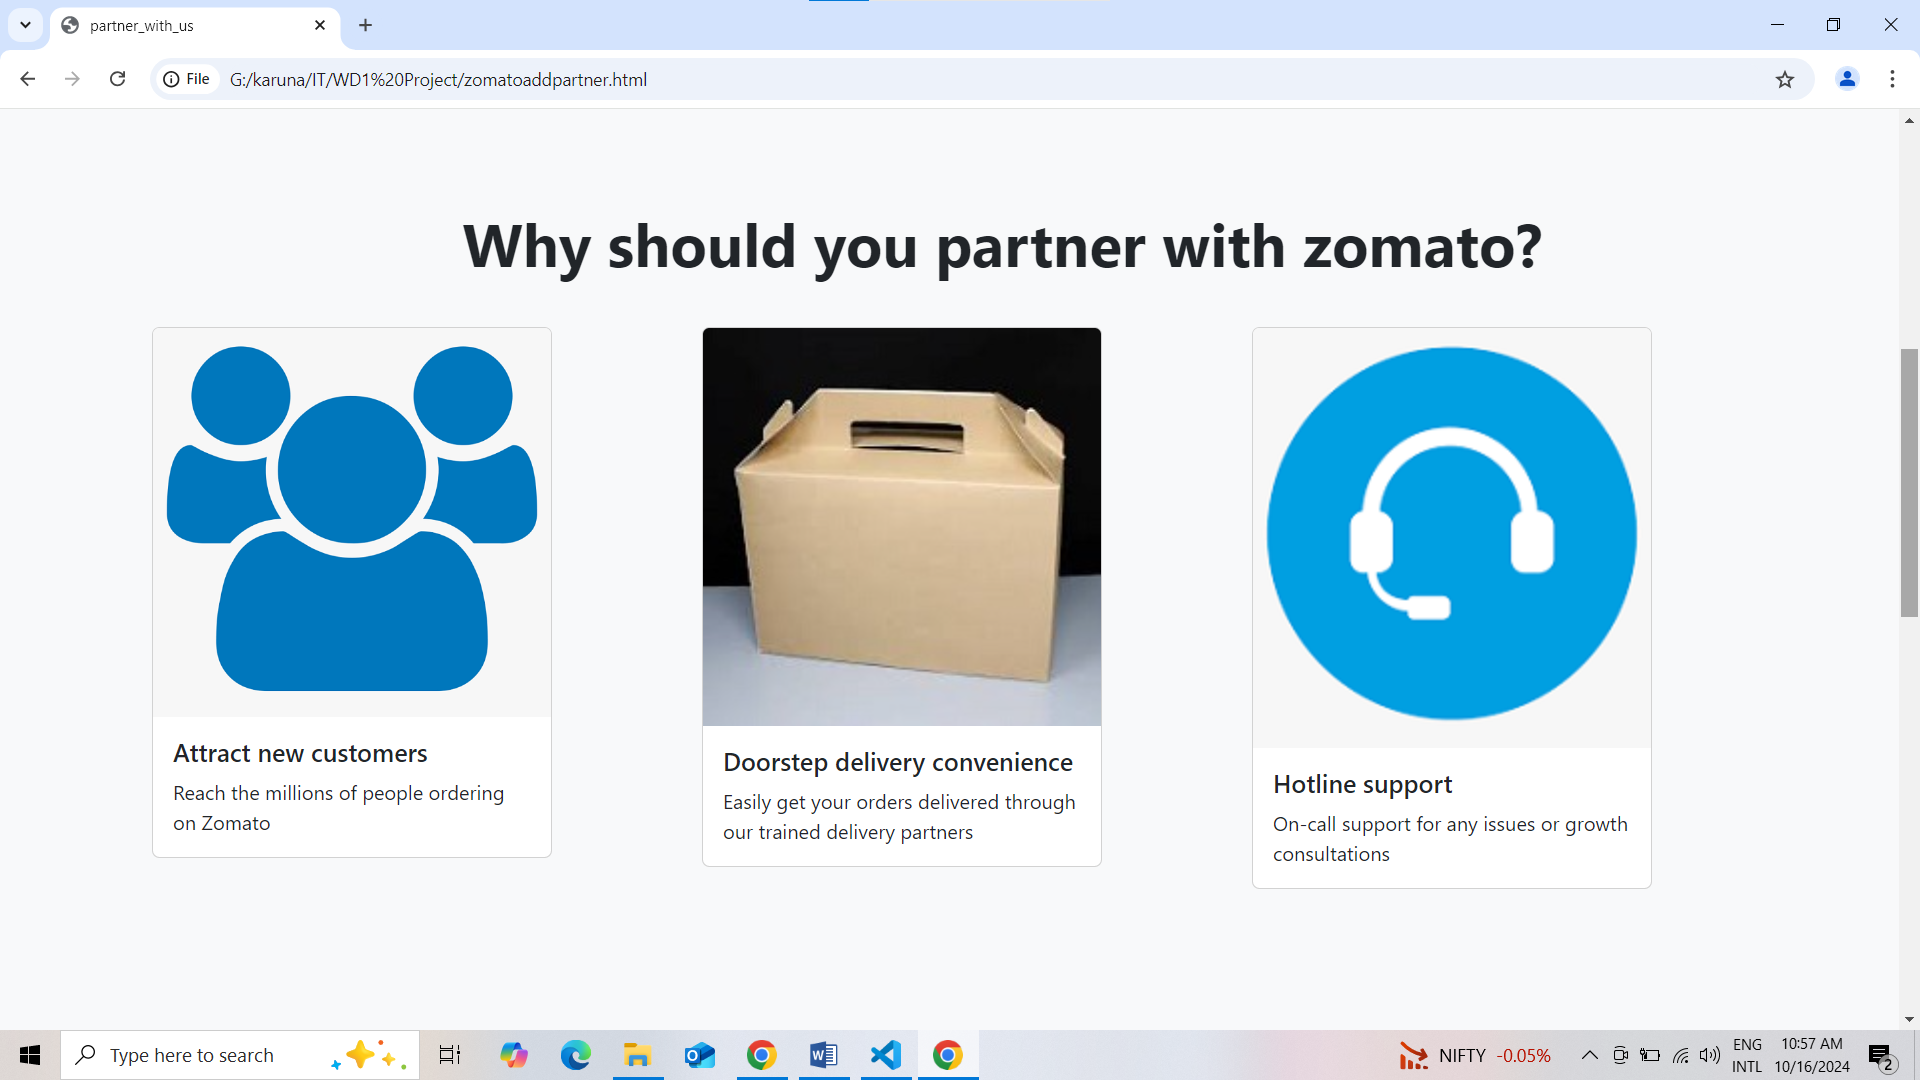 partner_with_us
File
G:/karuna/IT/WD1%20Project/zomatoaddpartner.html
Why should you partner with zomato?
Attract new customers
Reach the millions of people ordering
on Zomato
Doorstep delivery convenience
Easily get your orders delivered through
our trained delivery partners
Hotline support
On-call support for any issues or growth
consultations
Type here to search
NIFTY -0.05%
ENG
INTL
10:57 AM
10/16/2024
2